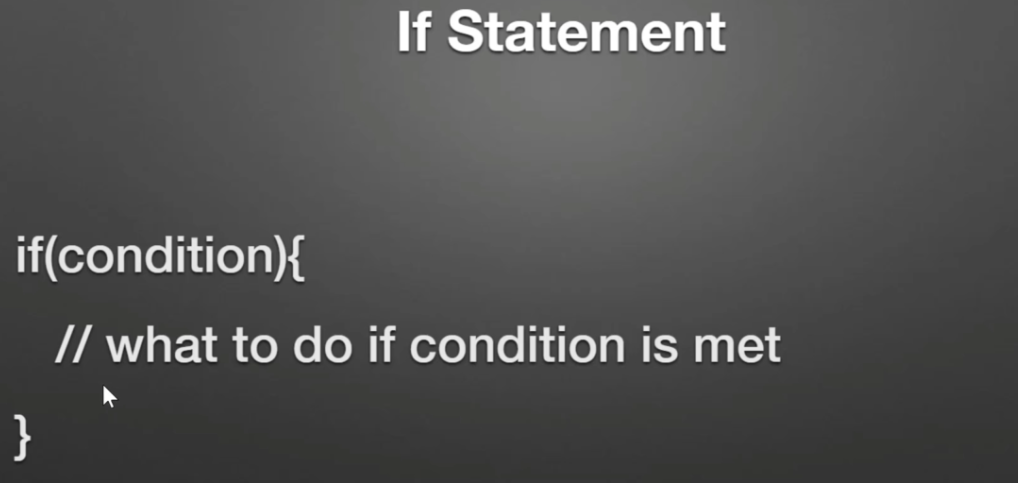 If Statement
if(condition){
// what to do if condition is met
}